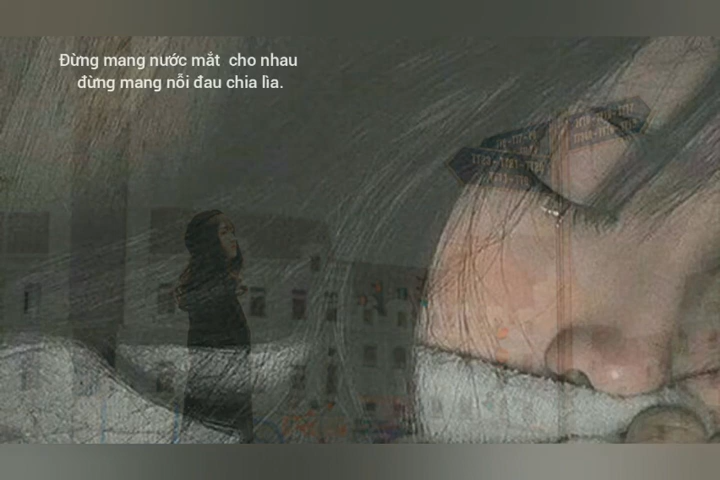 Đừng mang nước mắt  cho nhau
đừng mang nỗi đau chia lìa.